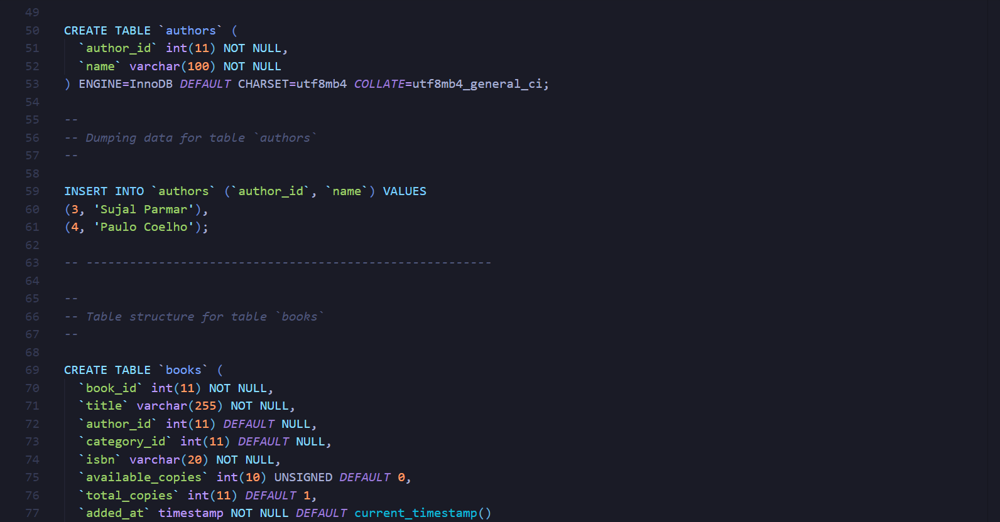 49
50 CREATE TABLE `authors` (
51   `author_id` int(11) NOT NULL,
52   `name` varchar(100) NOT NULL
53 ) ENGINE=InnoDB DEFAULT CHARSET=utf8mb4 COLLATE=utf8mb4_general_ci;
54
55 --
56 -- Dumping data for table `authors`
57 --
58
59 INSERT INTO `authors` (`author_id`, `name`) VALUES
60 (3, 'Sujal Parmar'),
61 (4, 'Paulo Coelho');
62
63 -- --------------------------------------------------------
64
65 --
66 -- Table structure for table `books`
67 --
68
69 CREATE TABLE `books` (
70   `book_id` int(11) NOT NULL,
71   `title` varchar(255) NOT NULL,
72   `author_id` int(11) DEFAULT NULL,
73   `category_id` int(11) DEFAULT NULL,
74   `isbn` varchar(20) NOT NULL,
75   `available_copies` int(10) UNSIGNED DEFAULT 0,
76   `total_copies` int(11) DEFAULT 1,
77   `added_at` timestamp NOT NULL DEFAULT current_timestamp()